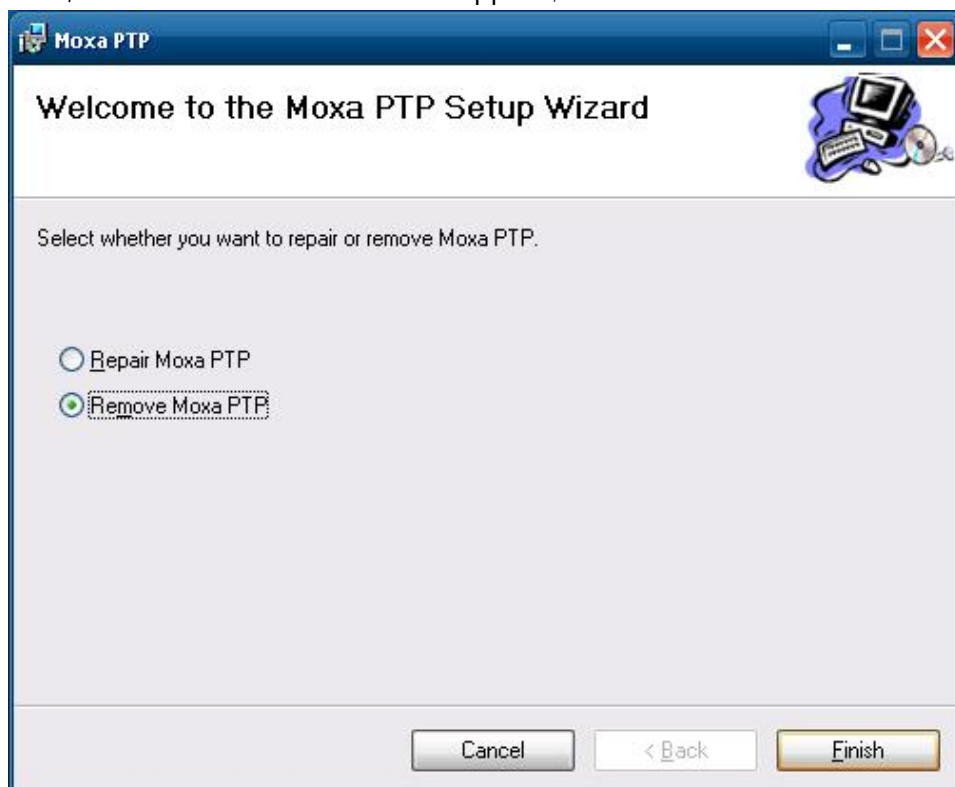 Moxa PTP
Welcome to the Moxa PTP Setup Wizard
Select whether you want to repair or remove Moxa PTP.
Repair Moxa PTP
Remove Moxa PTP
Cancel
< Back
Finish